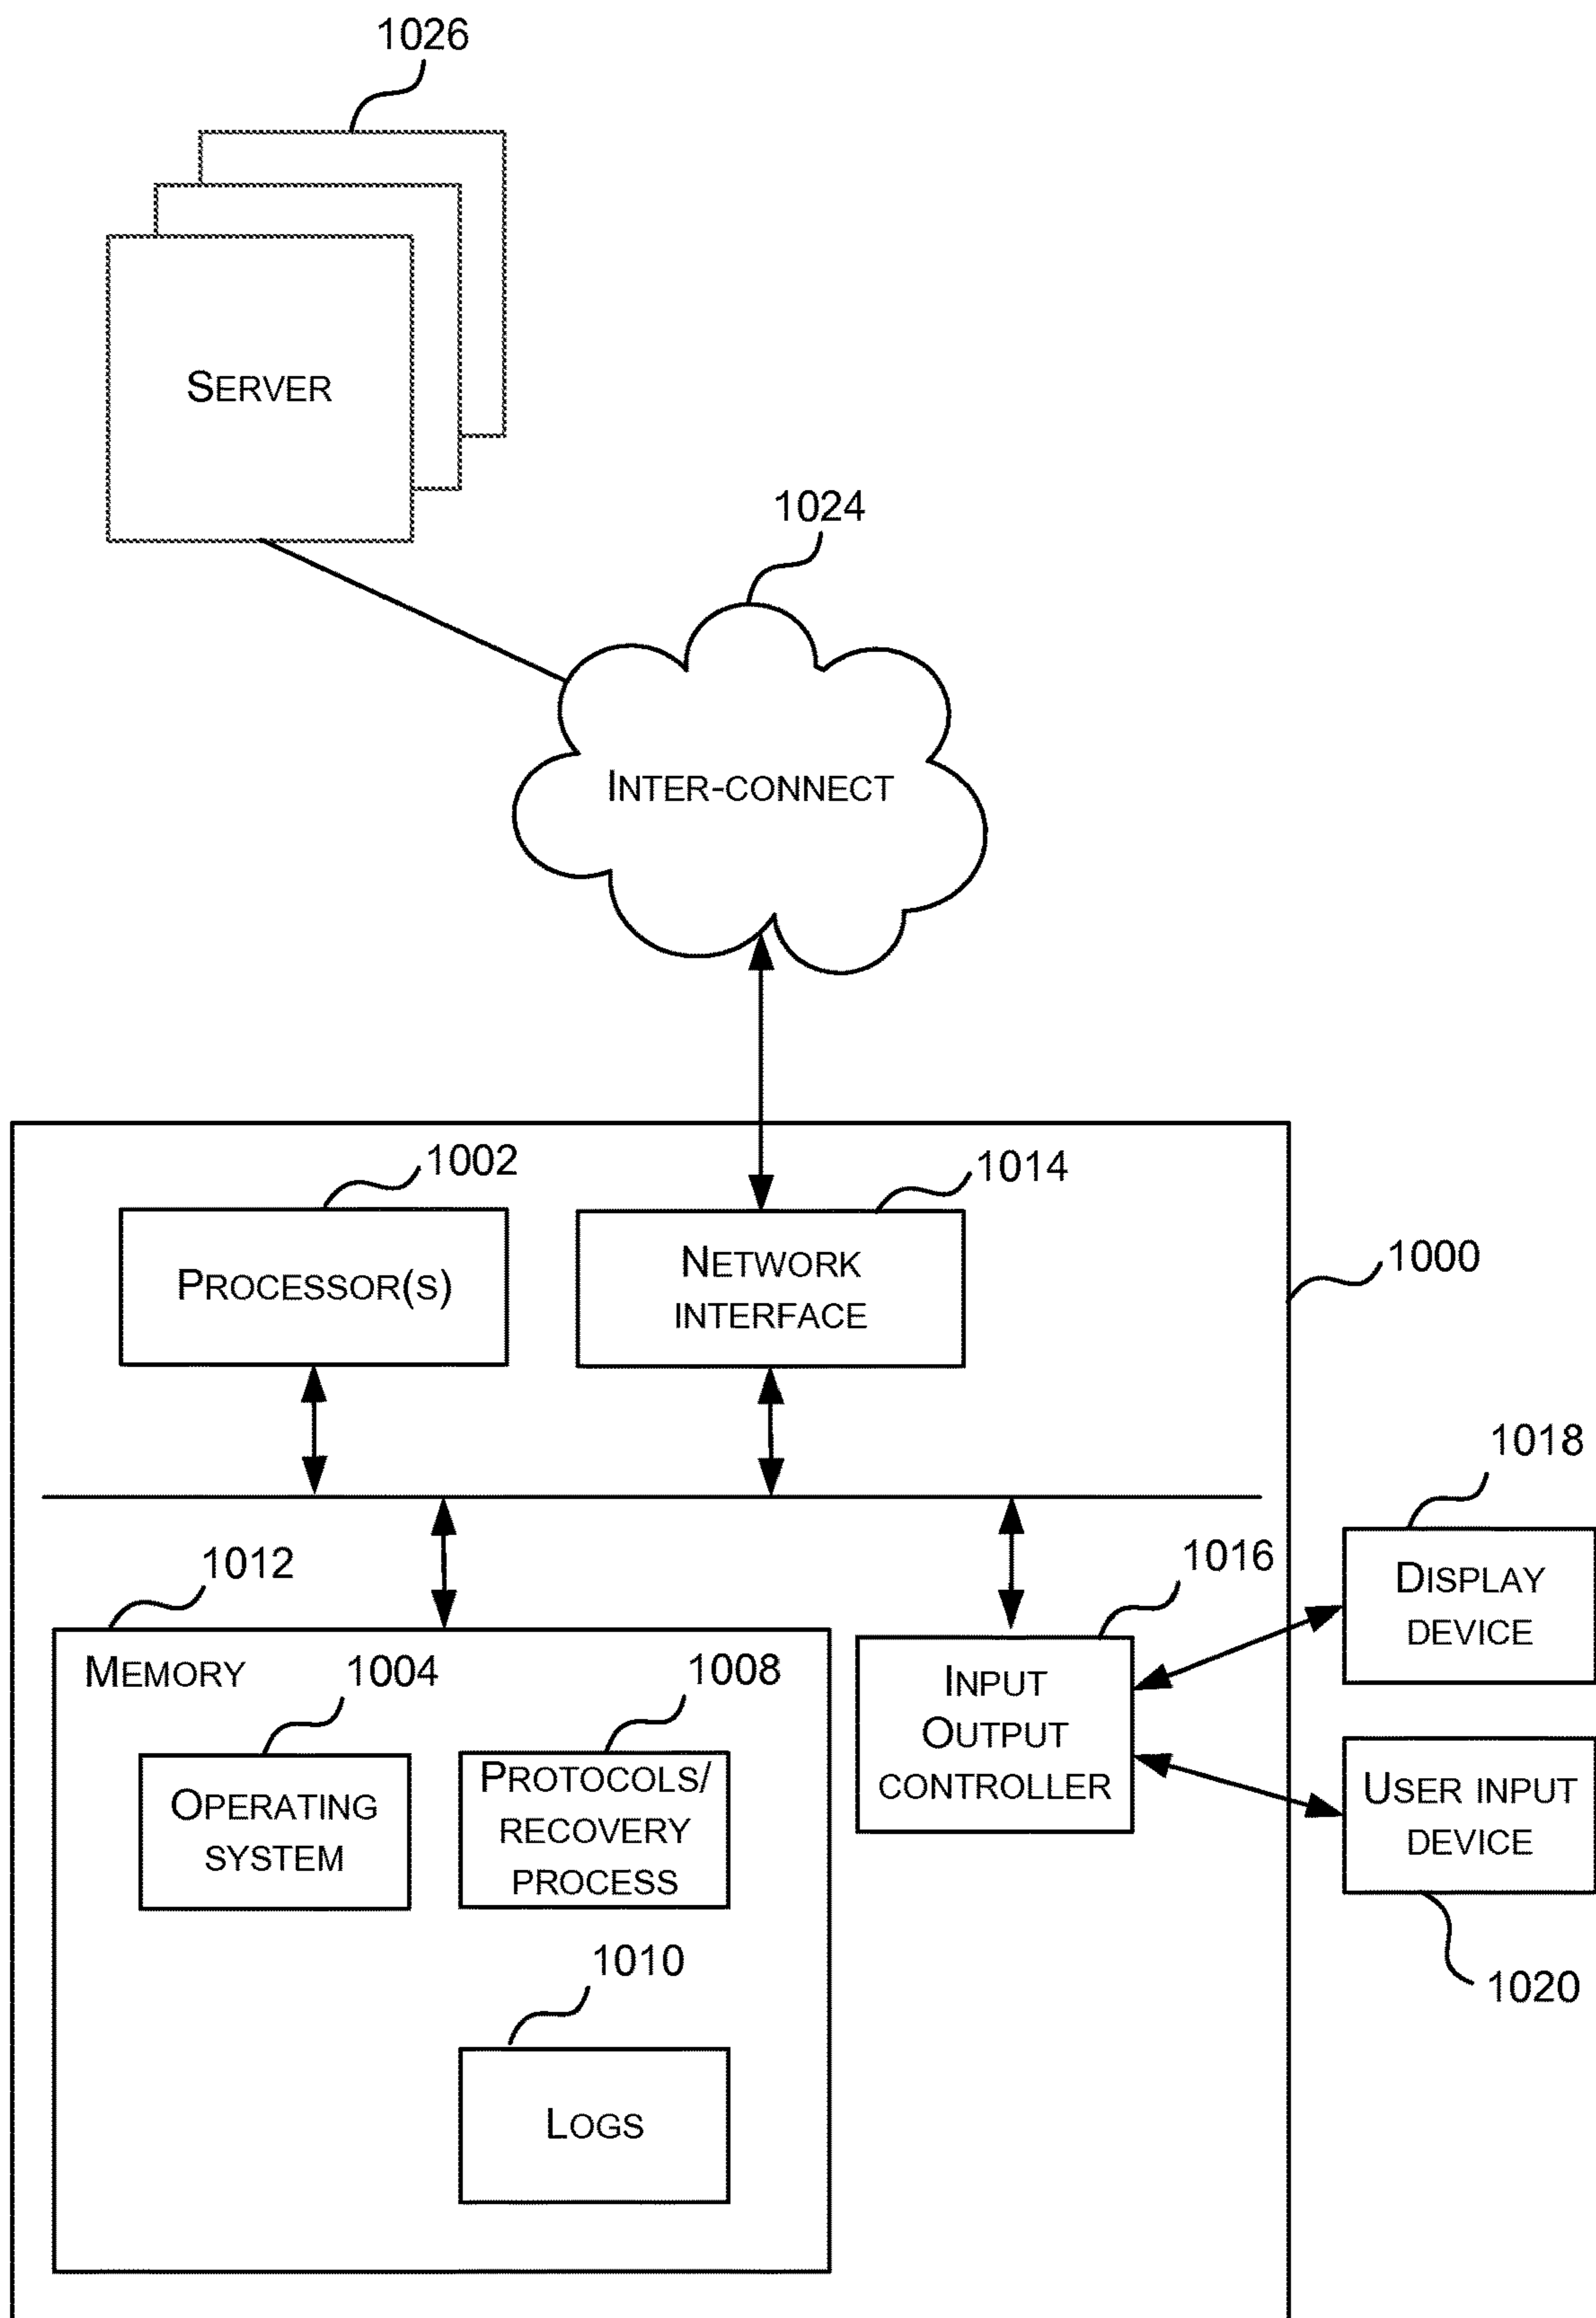 1026
SERVER
1024
INTER-CONNECT
1002
1014
PROCESSOR(S)
NETWORK
INTERFACE
1000
1018
DISPLAY
DEVICE
1012
1016
MEMORY
1004
1008
INPUT
OUTPUT
CONTROLLER
OPERATING
SYSTEM
PROTOCOLS/
RECOVERY
PROCESS
USER INPUT
DEVICE
1020
1010
LOGS